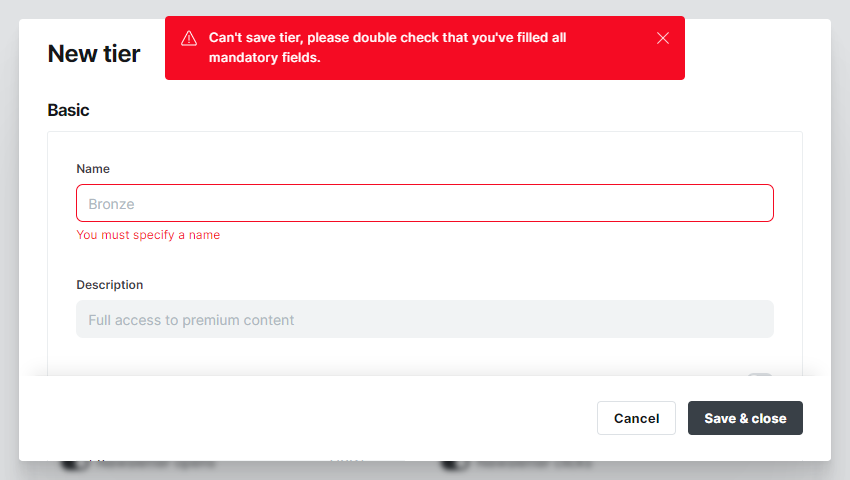 New tier
Can't save tier, please double check that you've filled all
mandatory fields.
Basic
Name
Bronze
You must specify a name
Description
Full access to premium content
Cancel
Save & close